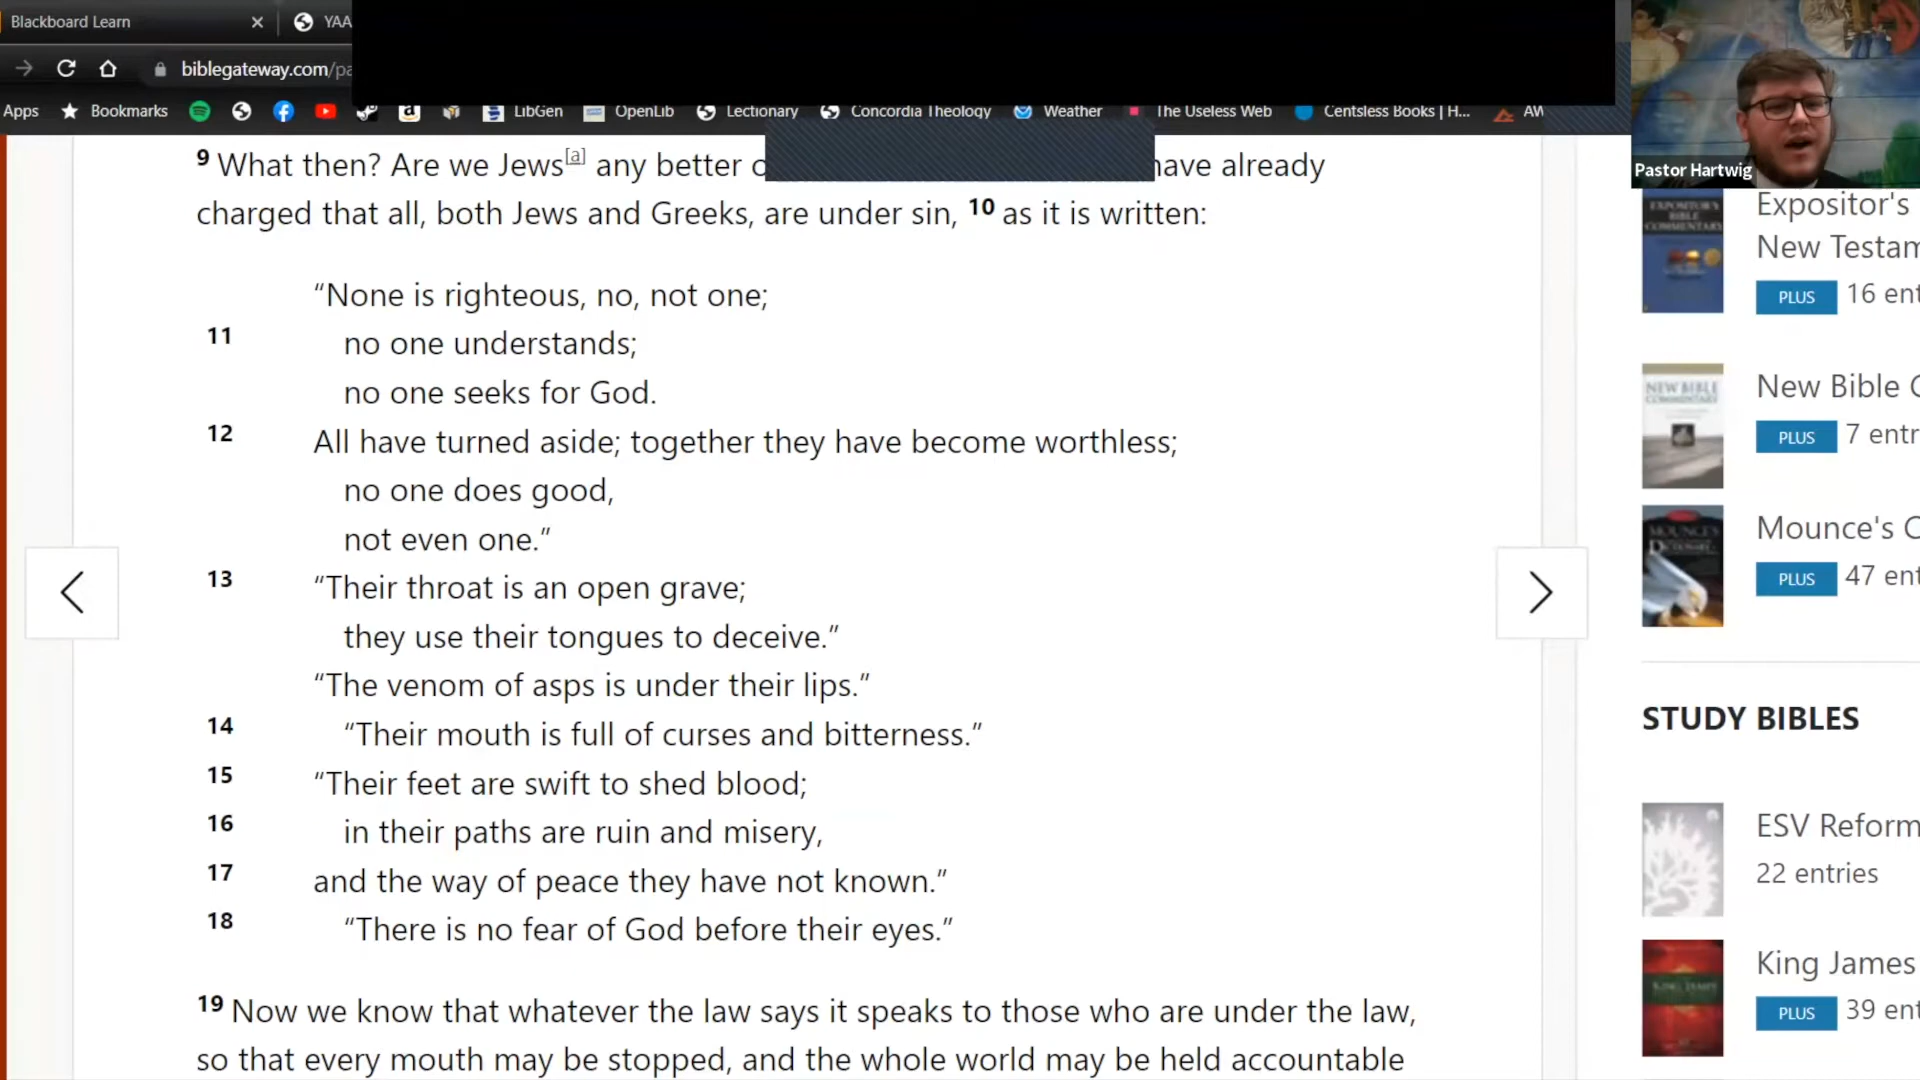 Blackboard Learn
YAA
biblegateway.com/pa
Apps Bookmarks LibGen OpenLib Lectionary Concordia Theology Weather The Useless Web Centsless Books | H... AW
Pastor Hartwig
9 What then? Are we Jews[a] any better o have already
charged that all, both Jews and Greeks, are under sin, 10 as it is written:
“None is righteous, no, not one;
11 no one understands;
no one seeks for God.
12 All have turned aside; together they have become worthless;
no one does good,
not even one.”
13 “Their throat is an open grave;
they use their tongues to deceive.”
“The venom of asps is under their lips.”
14 “Their mouth is full of curses and bitterness.”
15 “Their feet are swift to shed blood;
16 in their paths are ruin and misery,
17 and the way of peace they have not known.”
18 “There is no fear of God before their eyes.”
19 Now we know that whatever the law says it speaks to those who are under the law,
so that every mouth may be stopped, and the whole world may be held accountable
EXPOSITOR'S
BIBLE
COMMENTARY
Expositor's
New Testam
PLUS 16 ent
NEW BIBLE
COMMENTARY
New Bible C
PLUS 7 entr
MOUNCE'S
Mounce's C
PLUS 47 ent
STUDY BIBLES
ESV Reform
22 entries
KING JAMES
King James
PLUS 39 ent